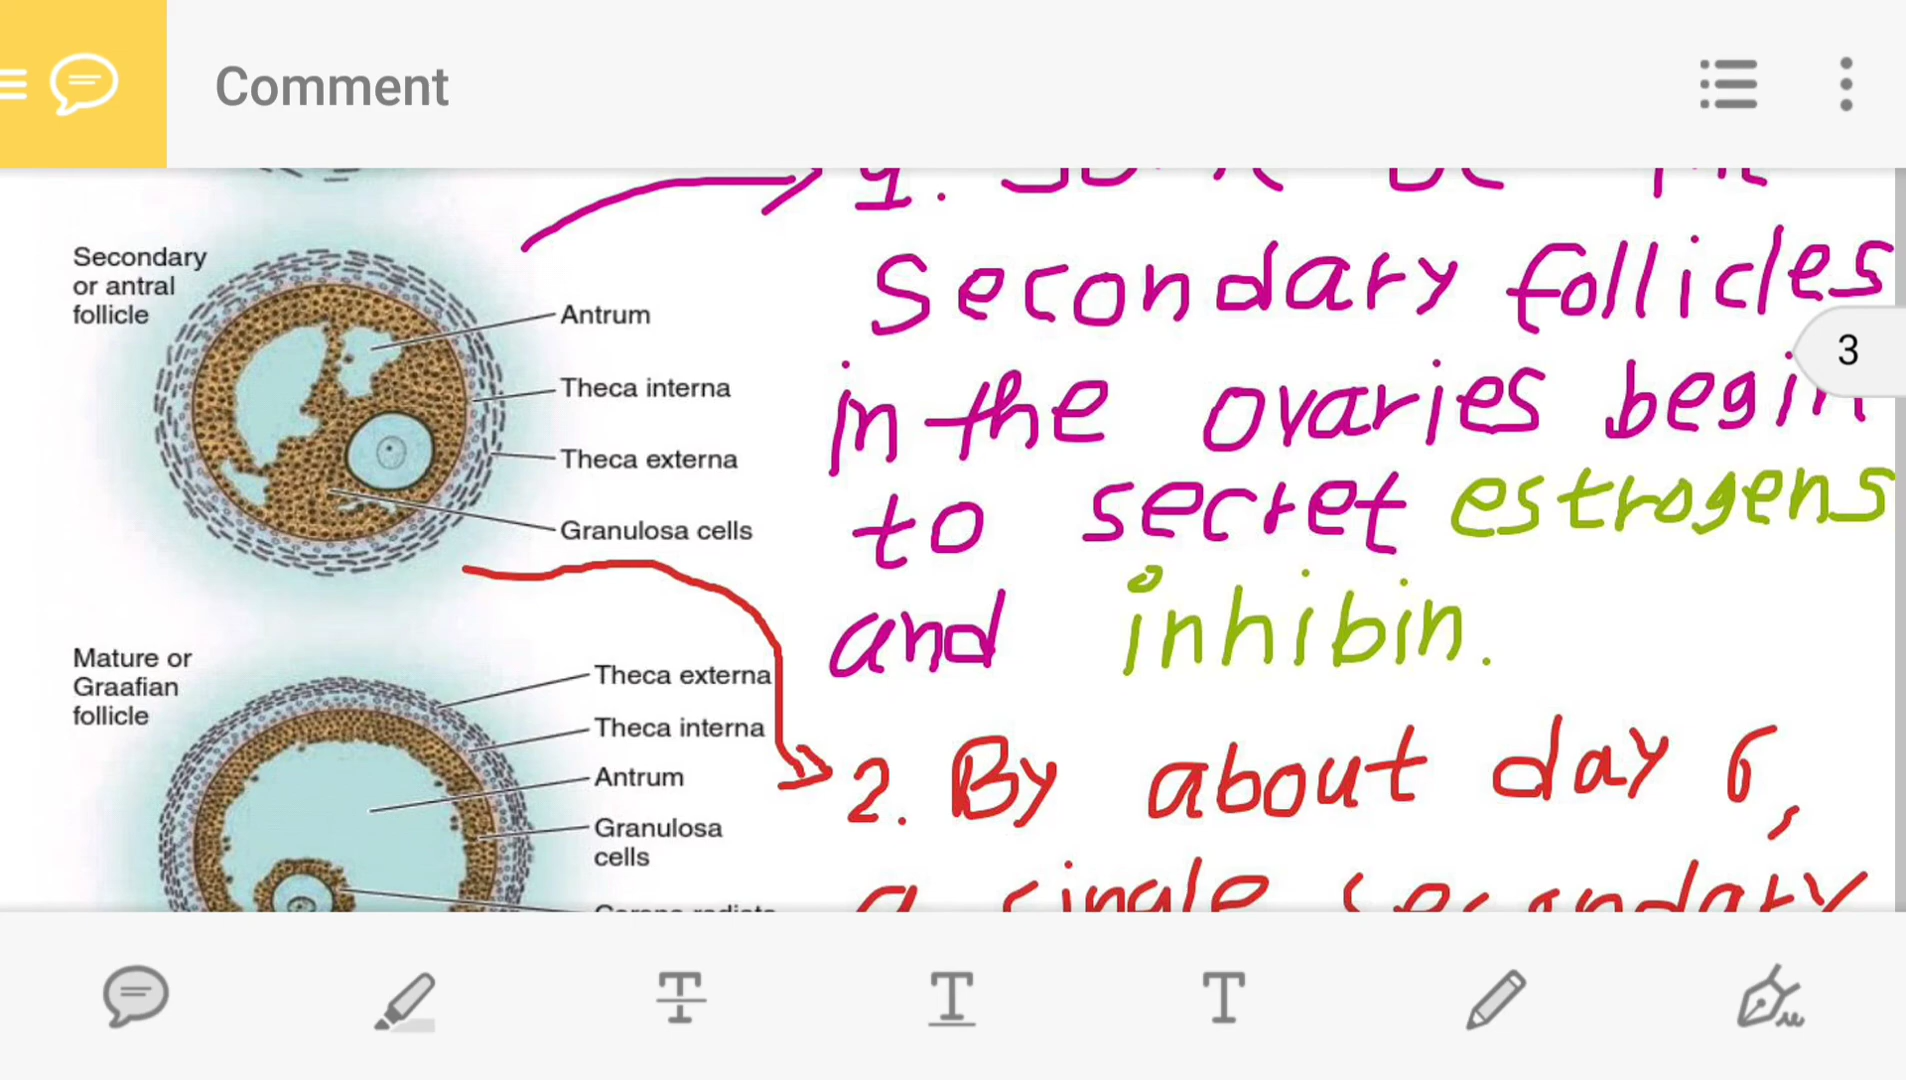 Comment
Secondary
or antral
follicle
Antrum
Theca interna
Theca externa
Granulosa cells
Mature or
Graafian
follicle
Theca externa
Theca interna
Antrum
Granulosa
cells
Secondary follicles
in the ovaries begin
to secret estrogens
and inhibin.
2. By about day 6,
a single secondary
3